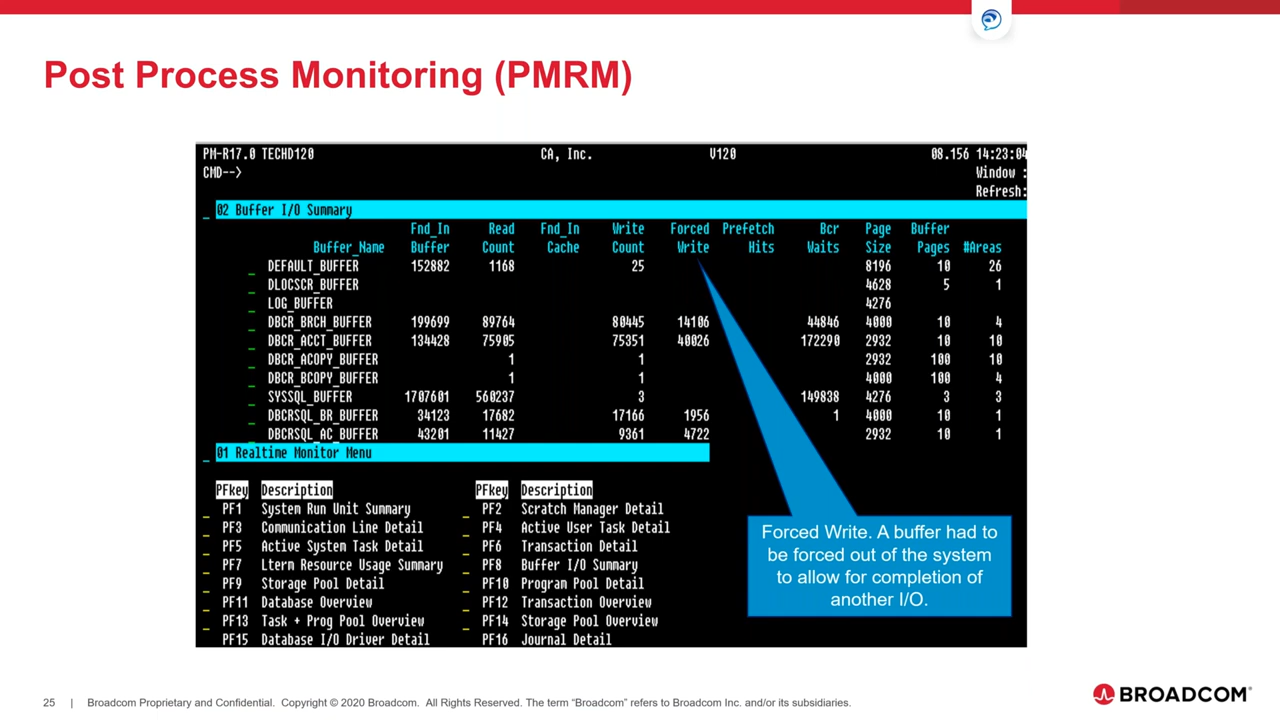 Post Process Monitoring (PMRM)
PM-R17.0 TECHD120 CA, Inc. V120 08.156 14:23:04
CMD--> Window :
Refresh:
_ 02 Buffer I/O Summary
Fnd_In Read Fnd_In Write Forced Prefetch Bcr Page Buffer
Buffer_Name Buffer Count Cache Count Write Hits Waits Size Pages #Areas
_ DEFAULT_BUFFER 152882 1168 25 8196 10 26
_ DLOCSCR_BUFFER 4628 5 1
_ LOG_BUFFER 4276
_ DBCR_BRCH_BUFFER 199699 89764 80445 14106 44846 4000 10 4
_ DBCR_ACCT_BUFFER 134428 75905 75351 40026 172290 2932 10 10
_ DBCR_ACOPY_BUFFER 1 1 2932 100 10
_ DBCR_BCOPY_BUFFER 1 1 4000 100 4
_ SYSSQL_BUFFER 1707601 560237 3 149838 4276 3 3
_ DBCRSQL_BR_BUFFER 34123 17682 17166 1956 1 4000 10 1
_ DBCRSQL_AC_BUFFER 43201 11427 9361 4722 2932 10 1
_ 01 Realtime Monitor Menu
PFkey Description PFkey Description
_ PF1 System Run Unit Summary _ PF2 Scratch Manager Detail
_ PF3 Communication Line Detail _ PF4 Active User Task Detail
_ PF5 Active System Task Detail _ PF6 Transaction Detail
_ PF7 Lterm Resource Usage Summary _ PF8 Buffer I/O Summary
_ PF9 Storage Pool Detail _ PF10 Program Pool Detail
_ PF11 Database Overview _ PF12 Transaction Overview
_ PF13 Task + Prog Pool Overview _ PF14 Storage Pool Overview
PF15 Database I/O Driver Detail PF16 Journal Detail
Forced Write. A buffer had to
be forced out of the system
to allow for completion of
another I/O.
25 | Broadcom Proprietary and Confidential. Copyright © 2020 Broadcom. All Rights Reserved. The term “Broadcom” refers to Broadcom Inc. and/or its subsidiaries.
BROADCOM®